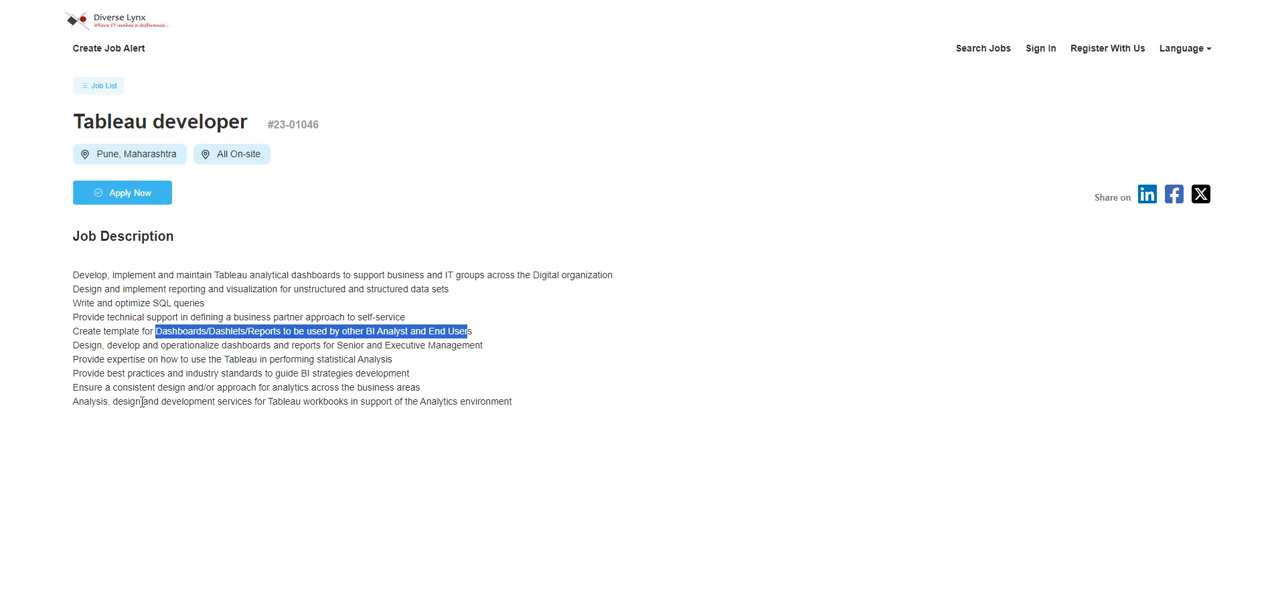 Diverse Lynx
Where IT makes a difference...
Create Job Alert
Search Jobs
Sign In
Register With Us
Language
Job List
Tableau developer
#23-01046
Pune, Maharashtra
All On-site
Apply Now
Share on
Job Description
Develop, implement and maintain Tableau analytical dashboards to support business and IT groups across the Digital organization
Design and implement reporting and visualization for unstructured and structured data sets
Write and optimize SQL queries
Provide technical support in defining a business partner approach to self-service
Create template for Dashboards/Dashlets/Reports to be used by other BI Analyst and End Users
Design, develop and operationalize dashboards and reports for Senior and Executive Management
Provide expertise on how to use the Tableau in performing statistical Analysis
Provide best practices and industry standards to guide BI strategies development
Ensure a consistent design and/or approach for analytics across the business areas
Analysis, design and development services for Tableau workbooks in support of the Analytics environment